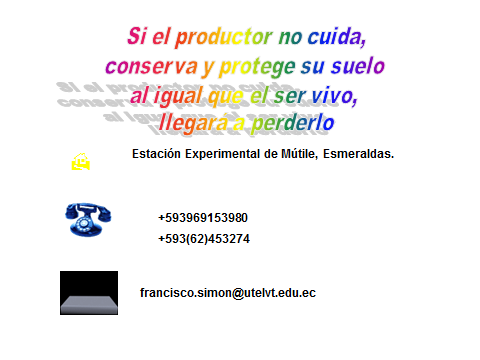 Si el productor no cuida,
conserva y protege su suelo
al igual que el ser vivo,
llegará a perderlo
Estación Experimental de Mútile, Esmeraldas.
+593969153980
+593(62)453274
francisco.simon@utelvt.edu.ec